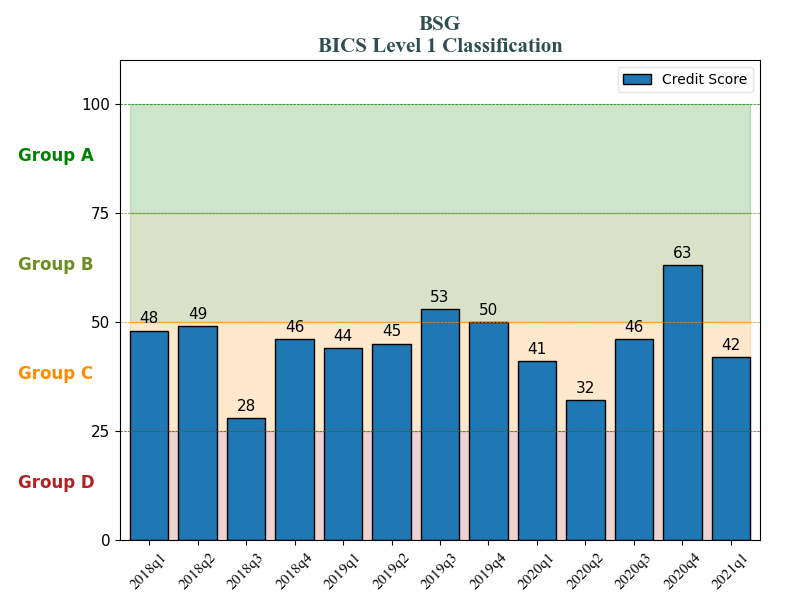 BSG
BICS Level 1 Classification
Credit Score
100
Group A
75
Group B
63
53
50
49
48
50
46
46
45
44
42
41
Group C
32
28
25
Group D
0
2018q1 2018q2 2018q3 2018q4 2019q1 2019q2 2019q3 2019q4 2020q1 2020q2 2020q3 2020q4 2021q1